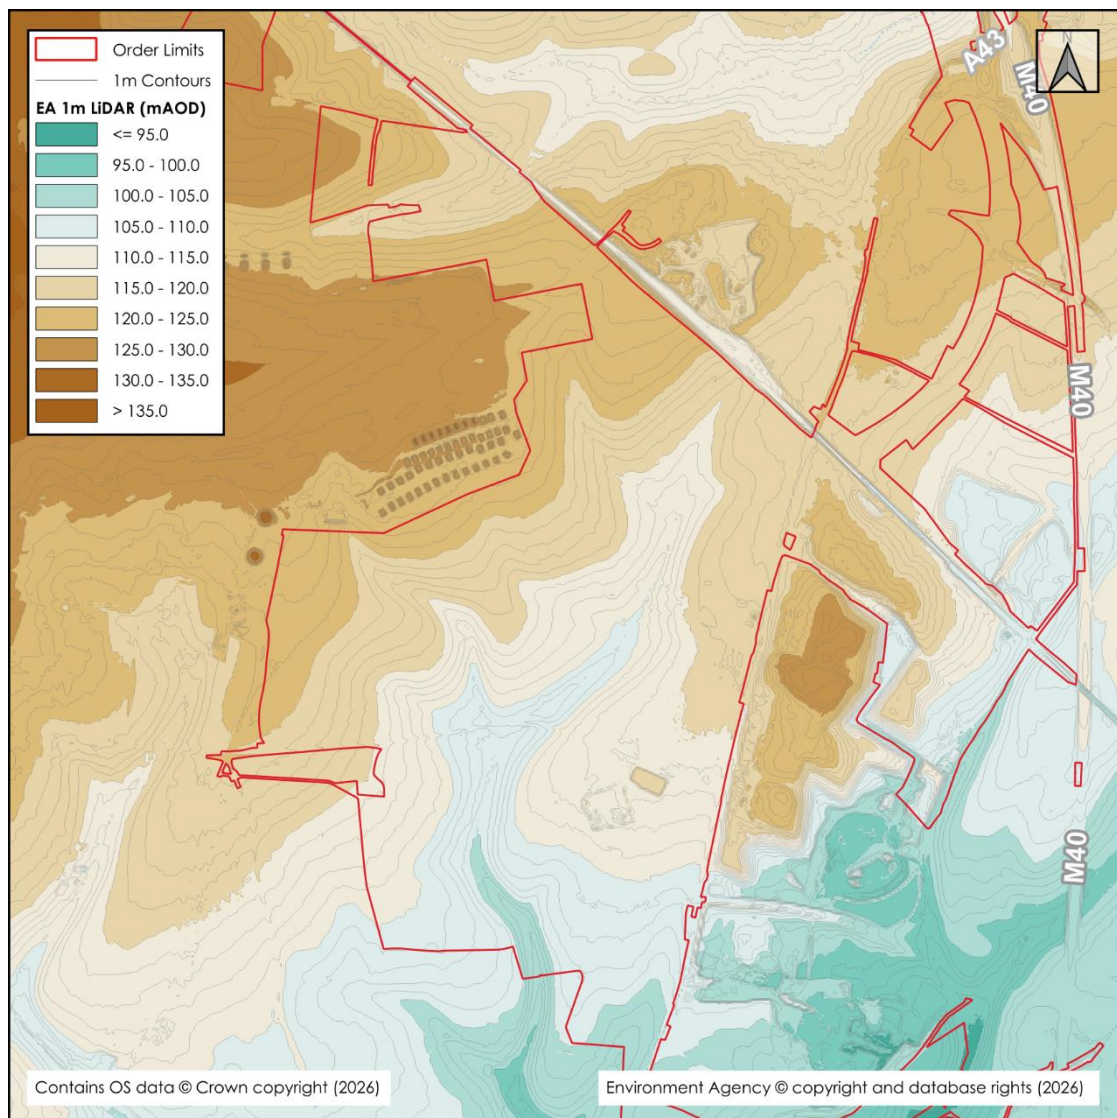 Order Limits
1m Contours
EA 1m LiDAR (mAOD)
<= 95.0
95.0 - 100.0
100.0 - 105.0
105.0 - 110.0
110.0 - 115.0
115.0 - 120.0
120.0 - 125.0
125.0 - 130.0
130.0 - 135.0
> 135.0
A43
M40
N
M40
M40
Contains OS data © Crown copyright (2026)
Environment Agency © copyright and database rights (2026)